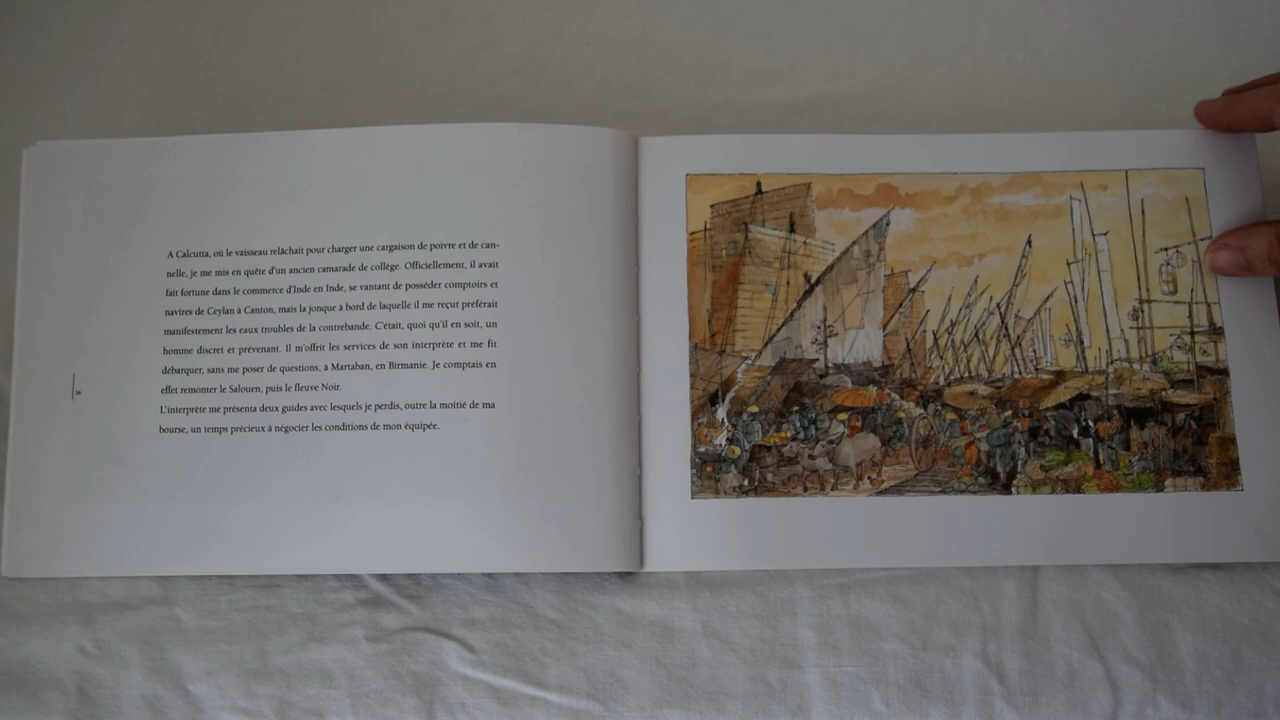 A Calcutta, où le vaisseau relâchait pour charger une cargaison de poivre et de can-
nelle, je me mis en quête d'un ancien camarade de collège. Officiellement, il avait
fait fortune dans le commerce d'Inde en Inde, se vantant de posséder comptoirs et
navires de Ceylan à Canton, mais la jonque à bord de laquelle il me reçut préférait
manifestement les eaux troubles de la contrebande. C'était, quoi qu'il en soit, un
homme discret et prévenant. Il m'offrit les services de son interprète et me fit
débarquer, sans me poser de questions, à Martaban, en Birmanie. Je comptais en
effet remonter le Salouen, puis le fleuve Noir.
L'interprète me présenta deux guides avec lesquels je perdis, outre la moitié de ma
bourse, un temps précieux à négocier les conditions de mon équipée.